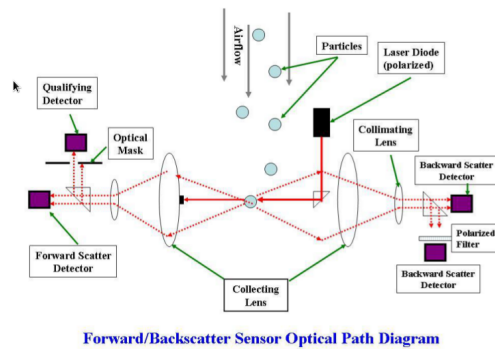 Airflow
Particles
Laser Diode
(polarized)
Qualifying
Detector
Optical
Mask
Collimating
Lens
Backward Scatter
Detector
Polarized
Filter
Forward Scatter
Detector
Collecting
Lens
Backward Scatter
Detector
Forward/Backscatter Sensor Optical Path Diagram